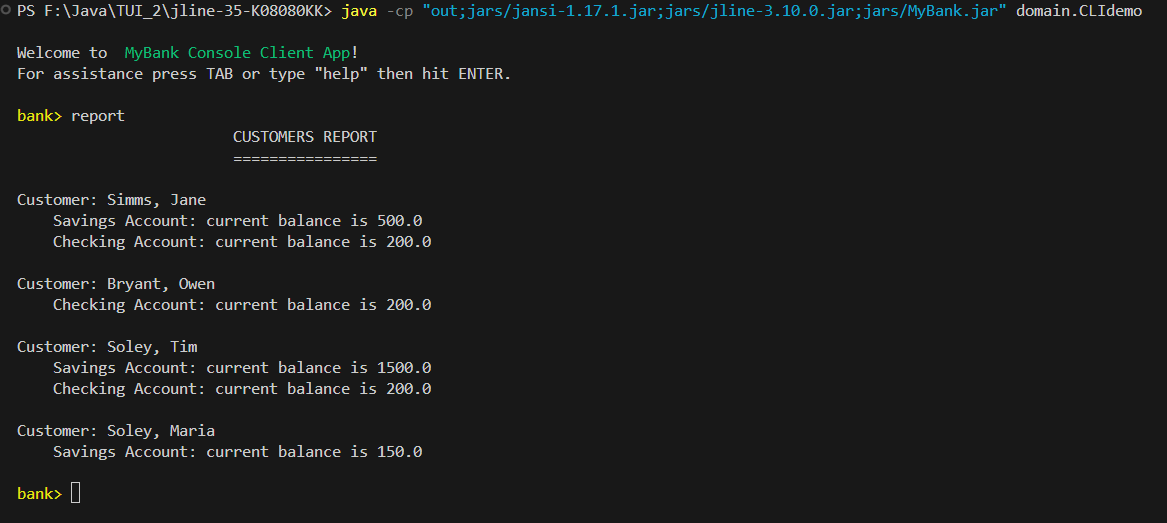 PS F:\Java\TUI_2\jline-35-K08080KK> java -cp "out;jars/jansi-1.17.1.jar;jars/jline-3.10.0.jar;jars/MyBank.jar" domain.CLIdemo
Welcome to  MyBank Console Client App!
For assistance press TAB or type "help" then hit ENTER.
bank> report
CUSTOMERS REPORT
================
Customer: Simms, Jane
Savings Account: current balance is 500.0
Checking Account: current balance is 200.0
Customer: Bryant, Owen
Checking Account: current balance is 200.0
Customer: Soley, Tim
Savings Account: current balance is 1500.0
Checking Account: current balance is 200.0
Customer: Soley, Maria
Savings Account: current balance is 150.0
bank>